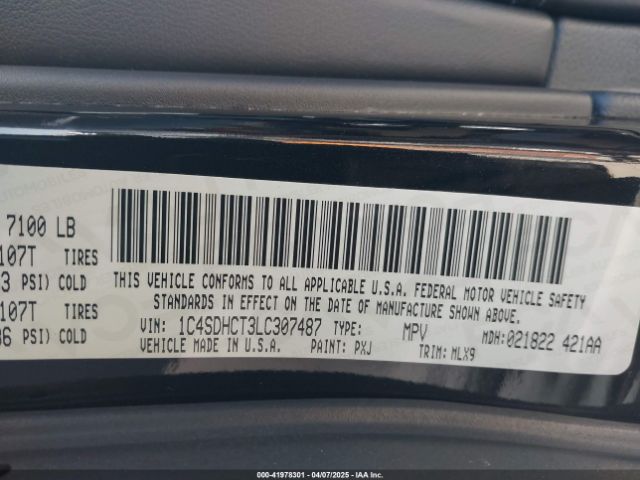 7100 LB
107T TIRES
3 PSI) COLD
107T TIRES
36 PSI) COLD
THIS VEHICLE CONFORMS TO ALL APPLICABLE U.S.A. FEDERAL MOTOR VEHICLE SAFETY
STANDARDS IN EFFECT ON THE DATE OF MANUFACTURE SHOWN ABOVE.
VIN: 1C4SDHCT3LC307487 TYPE: MPV MDH:021822 421AA
VEHICLE MADE IN U.S.A. PAINT: PXJ TRIM: MLX9
000-41978301 - 04/07/2025 - IAA Inc.